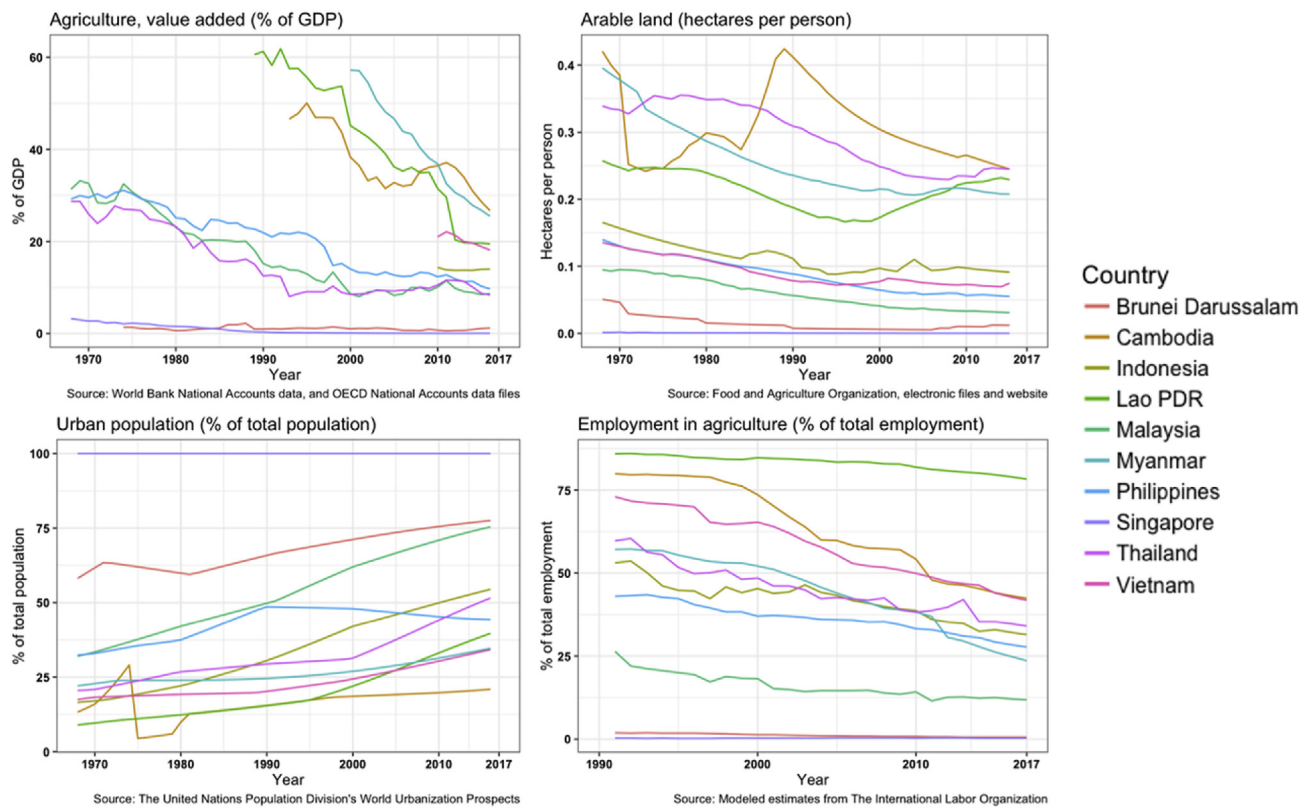 Agriculture, value added (% of GDP)
% of GDP
60
40
20
0
1970
1980
1990
2000
2010
2017
Year
Source: World Bank National Accounts data, and OECD National Accounts data files
Arable land (hectares per person)
Hectares per person
0.4
0.3
0.2
0.1
0.0
1970
1980
1990
2000
2010
2017
Year
Source: Food and Agriculture Organization, electronic files and website
Urban population (% of total population)
% of total population
100
75
50
25
0
1970
1980
1990
2000
2010
2017
Year
Source: The United Nations Population Division's World Urbanization Prospects
Employment in agriculture (% of total employment)
% of total employment
75
50
25
0
1990
2000
2010
2017
Year
Source: Modeled estimates from The International Labor Organization
Country
Brunei Darussalam
Cambodia
Indonesia
Lao PDR
Malaysia
Myanmar
Philippines
Singapore
Thailand
Vietnam